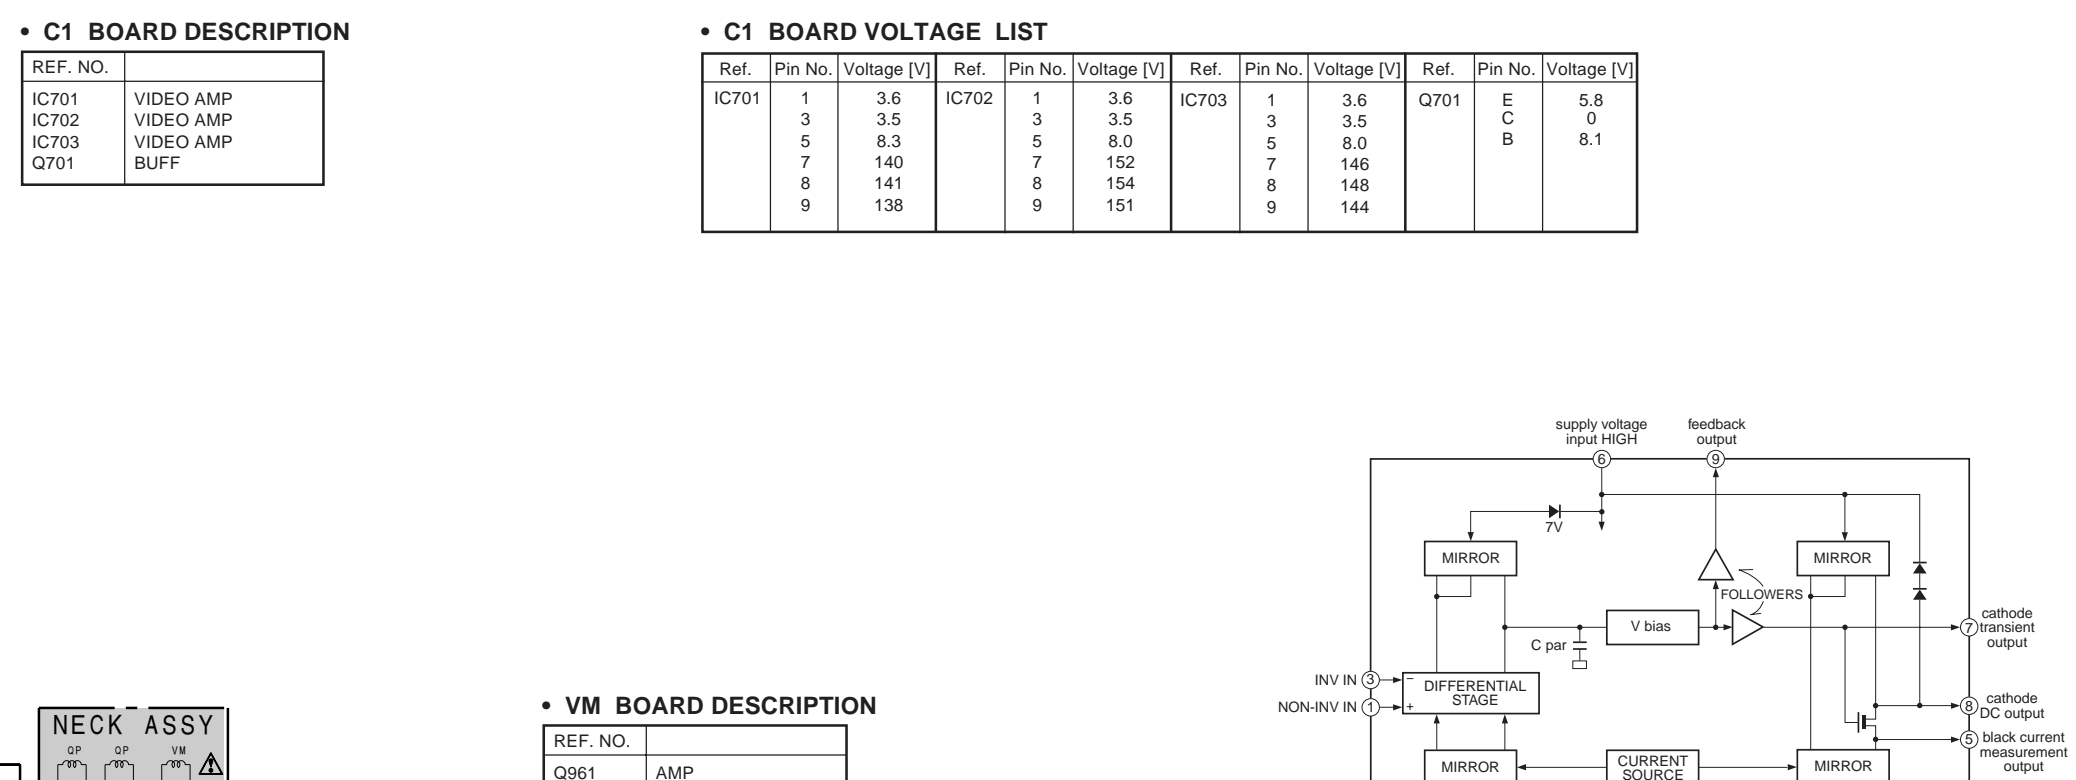 • C1 BOARD DESCRIPTION
REF. NO.
IC701 VIDEO AMP
IC702 VIDEO AMP
IC703 VIDEO AMP
Q701 BUFF
• C1 BOARD VOLTAGE LIST
Ref. Pin No. Voltage [V] Ref. Pin No. Voltage [V] Ref. Pin No. Voltage [V] Ref. Pin No. Voltage [V]
IC701 1 3.6 IC702 1 3.6 IC703 1 3.6 Q701 E 5.8
3 3.5 3 3.5 3 3.5 C 0
5 8.3 5 8.0 5 8.0 B 8.1
7 140 7 152 7 146
8 141 8 154 8 148
9 138 9 151 9 144
supply voltage
input HIGH
feedback
output
6 9
7V
MIRROR MIRROR
FOLLOWERS
V bias
C par
cathode
7 transient
output
INV IN 3 –
NON-INV IN 1 +
DIFFERENTIAL
STAGE
cathode
8 DC output
5 black current
measurement
output
MIRROR
CURRENT
SOURCE
MIRROR
NECK ASSY
QP QP VM
• VM BOARD DESCRIPTION
REF. NO.
Q961 AMP